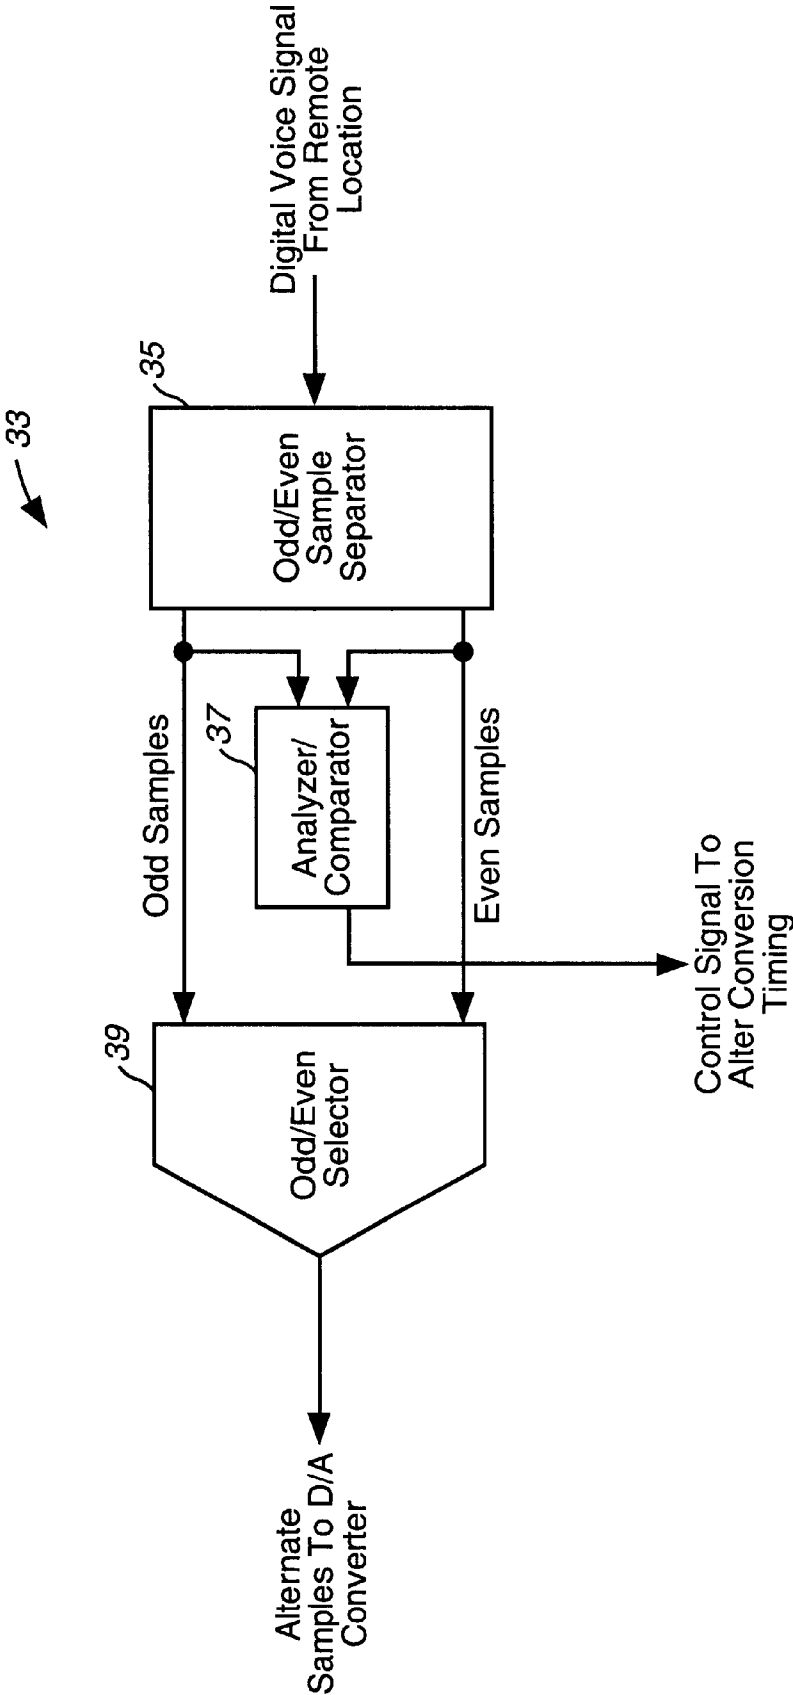 33
Digital Voice Signal
From Remote
Location
35
Odd/Even
Sample
Separator
Odd Samples
37
Analyzer/
Comparator
Even Samples
Control Signal To
Alter Conversion
Timing
39
Odd/Even
Selector
Alternate
Samples To D/A
Converter